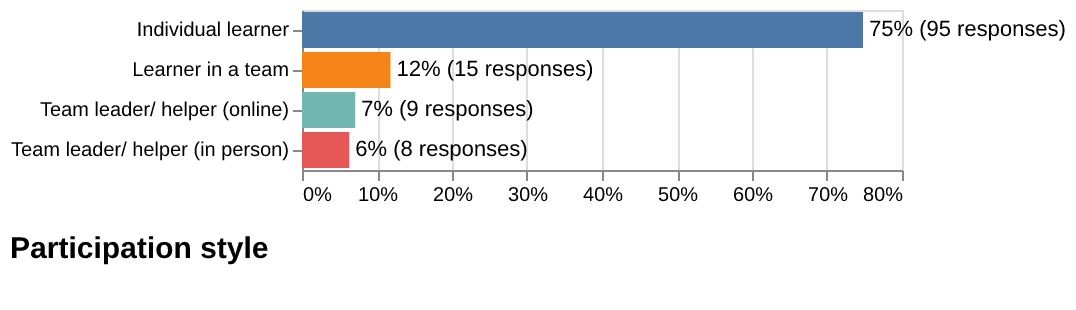 Individual learner 75% (95 responses)
Learner in a team 12% (15 responses)
Team leader/ helper (online) 7% (9 responses)
Team leader/ helper (in person) 6% (8 responses)
0% 10% 20% 30% 40% 50% 60% 70% 80%
Participation style